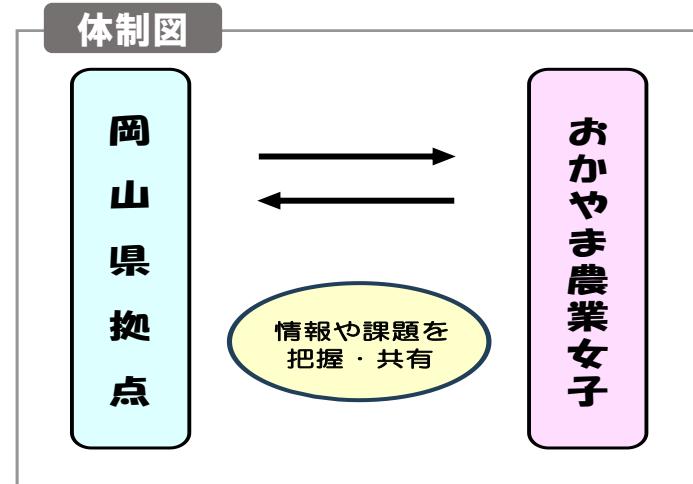 体制図
岡山県拠点
おかやま農業女子
情報や課題を
把握・共有